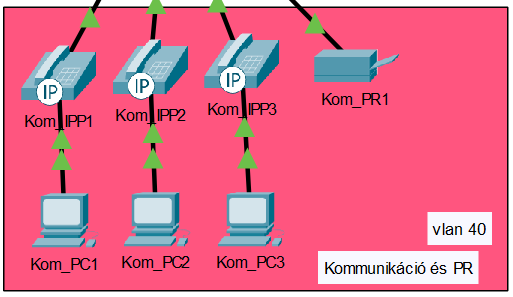 IP
IP
IP
Kom_IPP1
Kom_IPP2
Kom_IPP3
Kom_PR1
Kom_PC1
Kom_PC2
Kom_PC3
vlan 40
Kommunikáció és PR